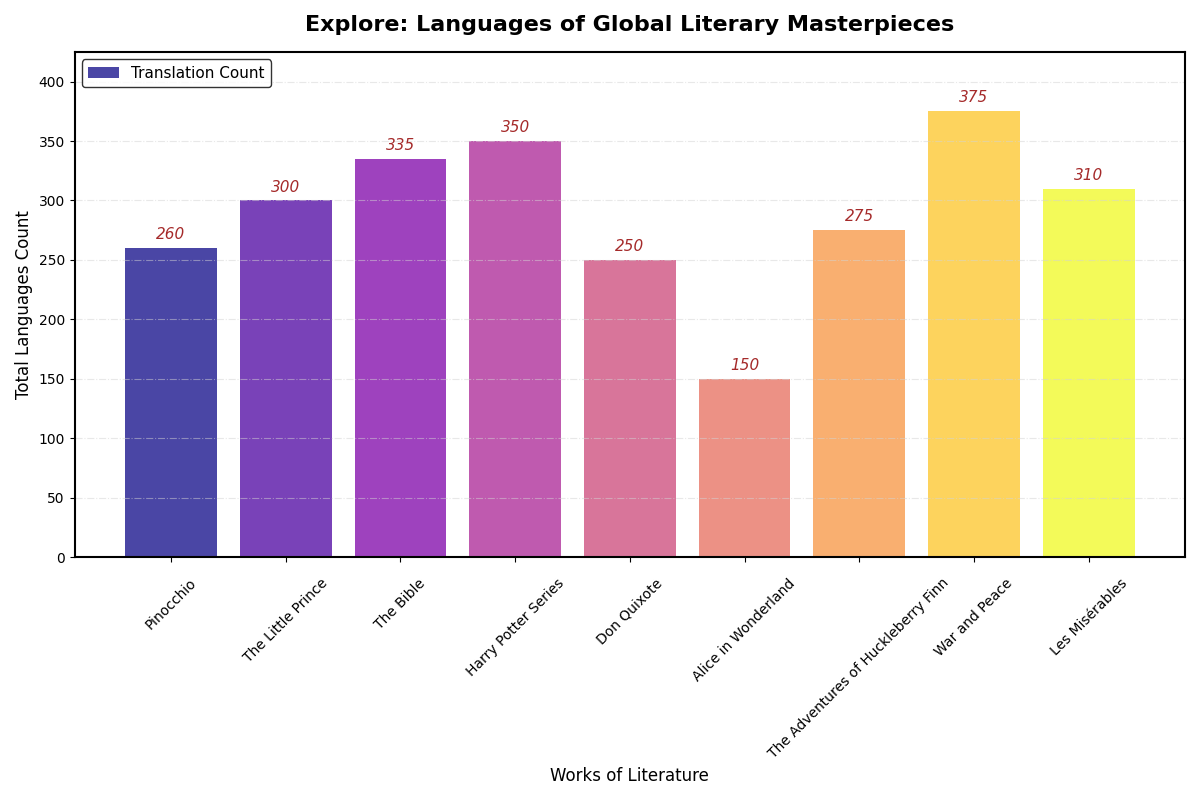 Explore: Languages of Global Literary Masterpieces
Translation Count
Total Languages Count
400
350
300
250
200
150
100
50
0
260
300
335
350
250
150
275
375
310
Pinocchio
The Little Prince
The Bible
Harry Potter Series
Don Quixote
Alice in Wonderland
The Adventures of Huckleberry Finn
War and Peace
Les Misérables
Works of Literature